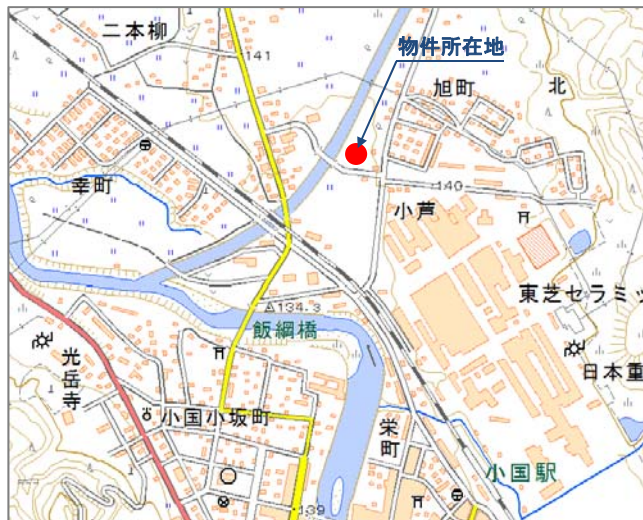 二本柳
141
物件所在地
旭町
北
幸町
140
小芦
東芝セラミッ
134.3
飯綱橋
光岳寺
日本重
小国小坂町
栄町
小国駅
139